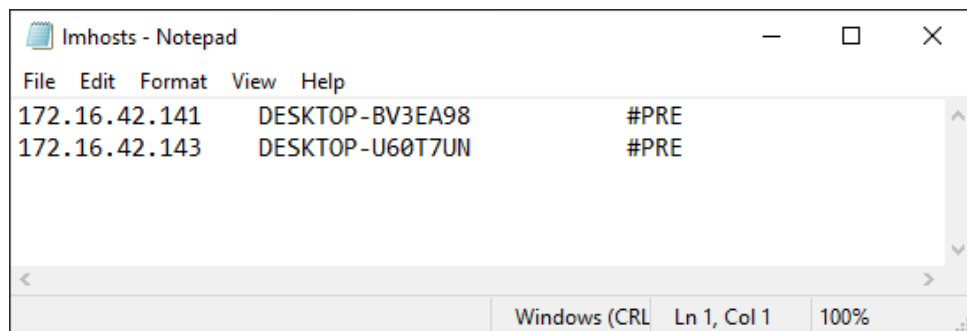 lmhosts - Notepad
File Edit Format View Help
172.16.42.141 DESKTOP-BV3EA98 #PRE
172.16.42.143 DESKTOP-U60T7UN #PRE
Windows (CRL Ln 1, Col 1 100%